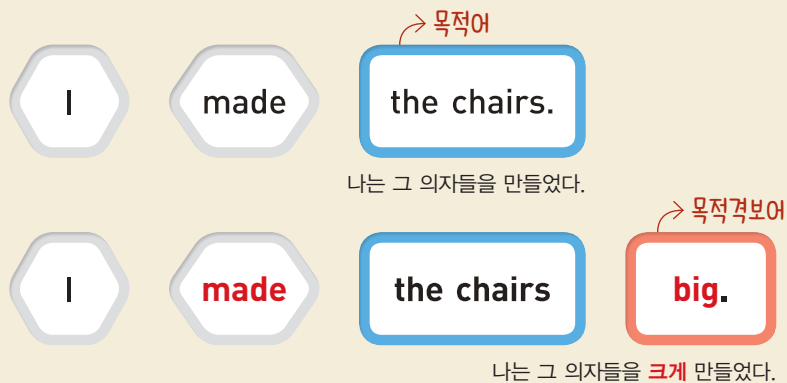 목적어
I made the chairs.
나는 그 의자들을 만들었다.
목적격보어
I made the chairs big.
나는 그 의자들을 크게 만들었다.